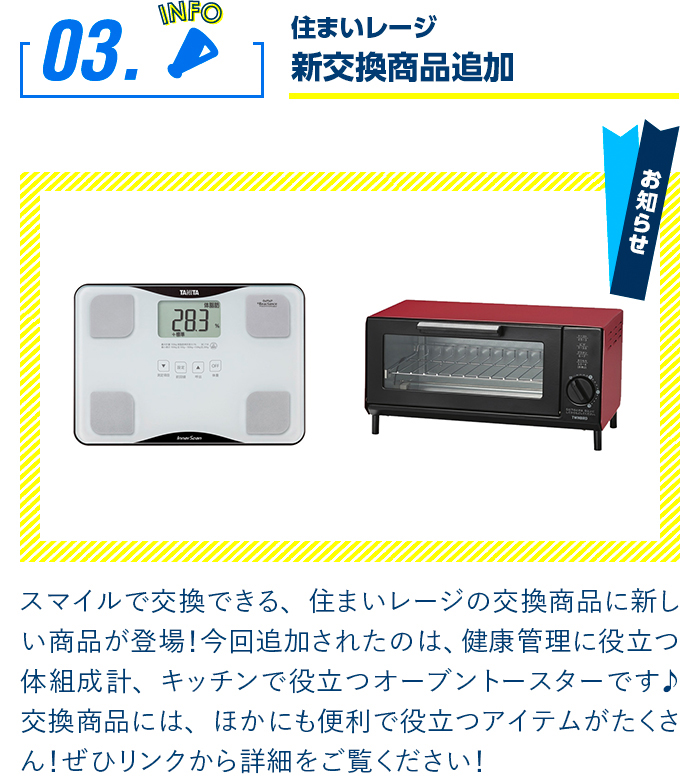 03.
INFO
住まいレージ
新交換商品追加
お知らせ
TANITA
体脂肪
28.3 %
+標準
設定
OFF
InnerScan
TWINBIRD
スマイルで交換できる、住まいレージの交換商品に新し
い商品が登場！今回追加されたのは、健康管理に役立つ
体組成計、キッチンで役立つオーブントースターです♪
交換商品には、ほかにも便利で役立つアイテムがたくさ
ん！ぜひリンクから詳細をご覧ください！